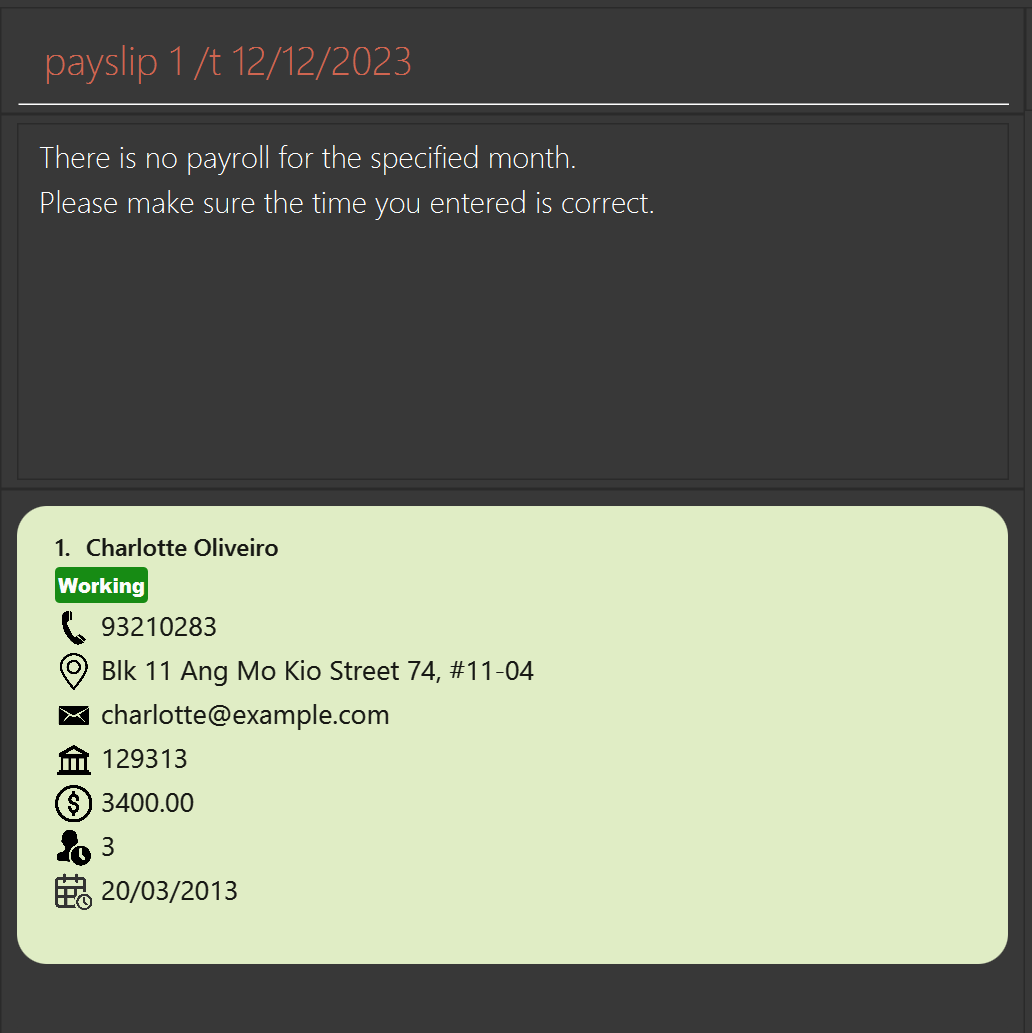 payslip 1 /t 12/12/2023
There is no payroll for the specified month.
Please make sure the time you entered is correct.
1. Charlotte Oliveiro
Working
93210283
Blk 11 Ang Mo Kio Street 74, #11-04
charlotte@example.com
129313
3400.00
3
20/03/2013